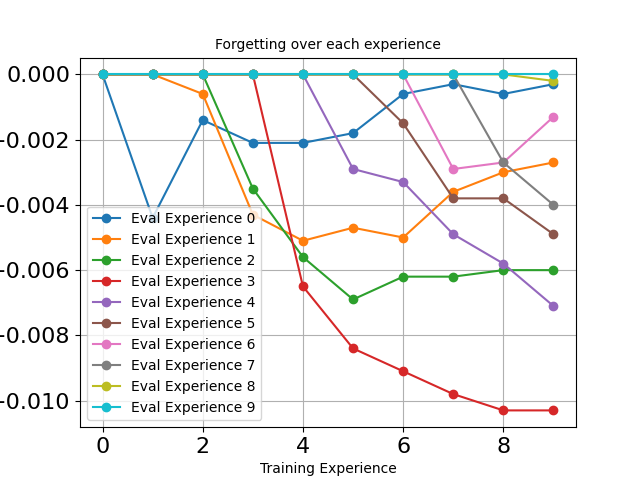 Forgetting over each experience
0.000
-0.002
-0.004
-0.006
-0.008
-0.010
Eval Experience 0
Eval Experience 1
Eval Experience 2
Eval Experience 3
Eval Experience 4
Eval Experience 5
Eval Experience 6
Eval Experience 7
Eval Experience 8
Eval Experience 9
0 2 4 6 8
Training Experience